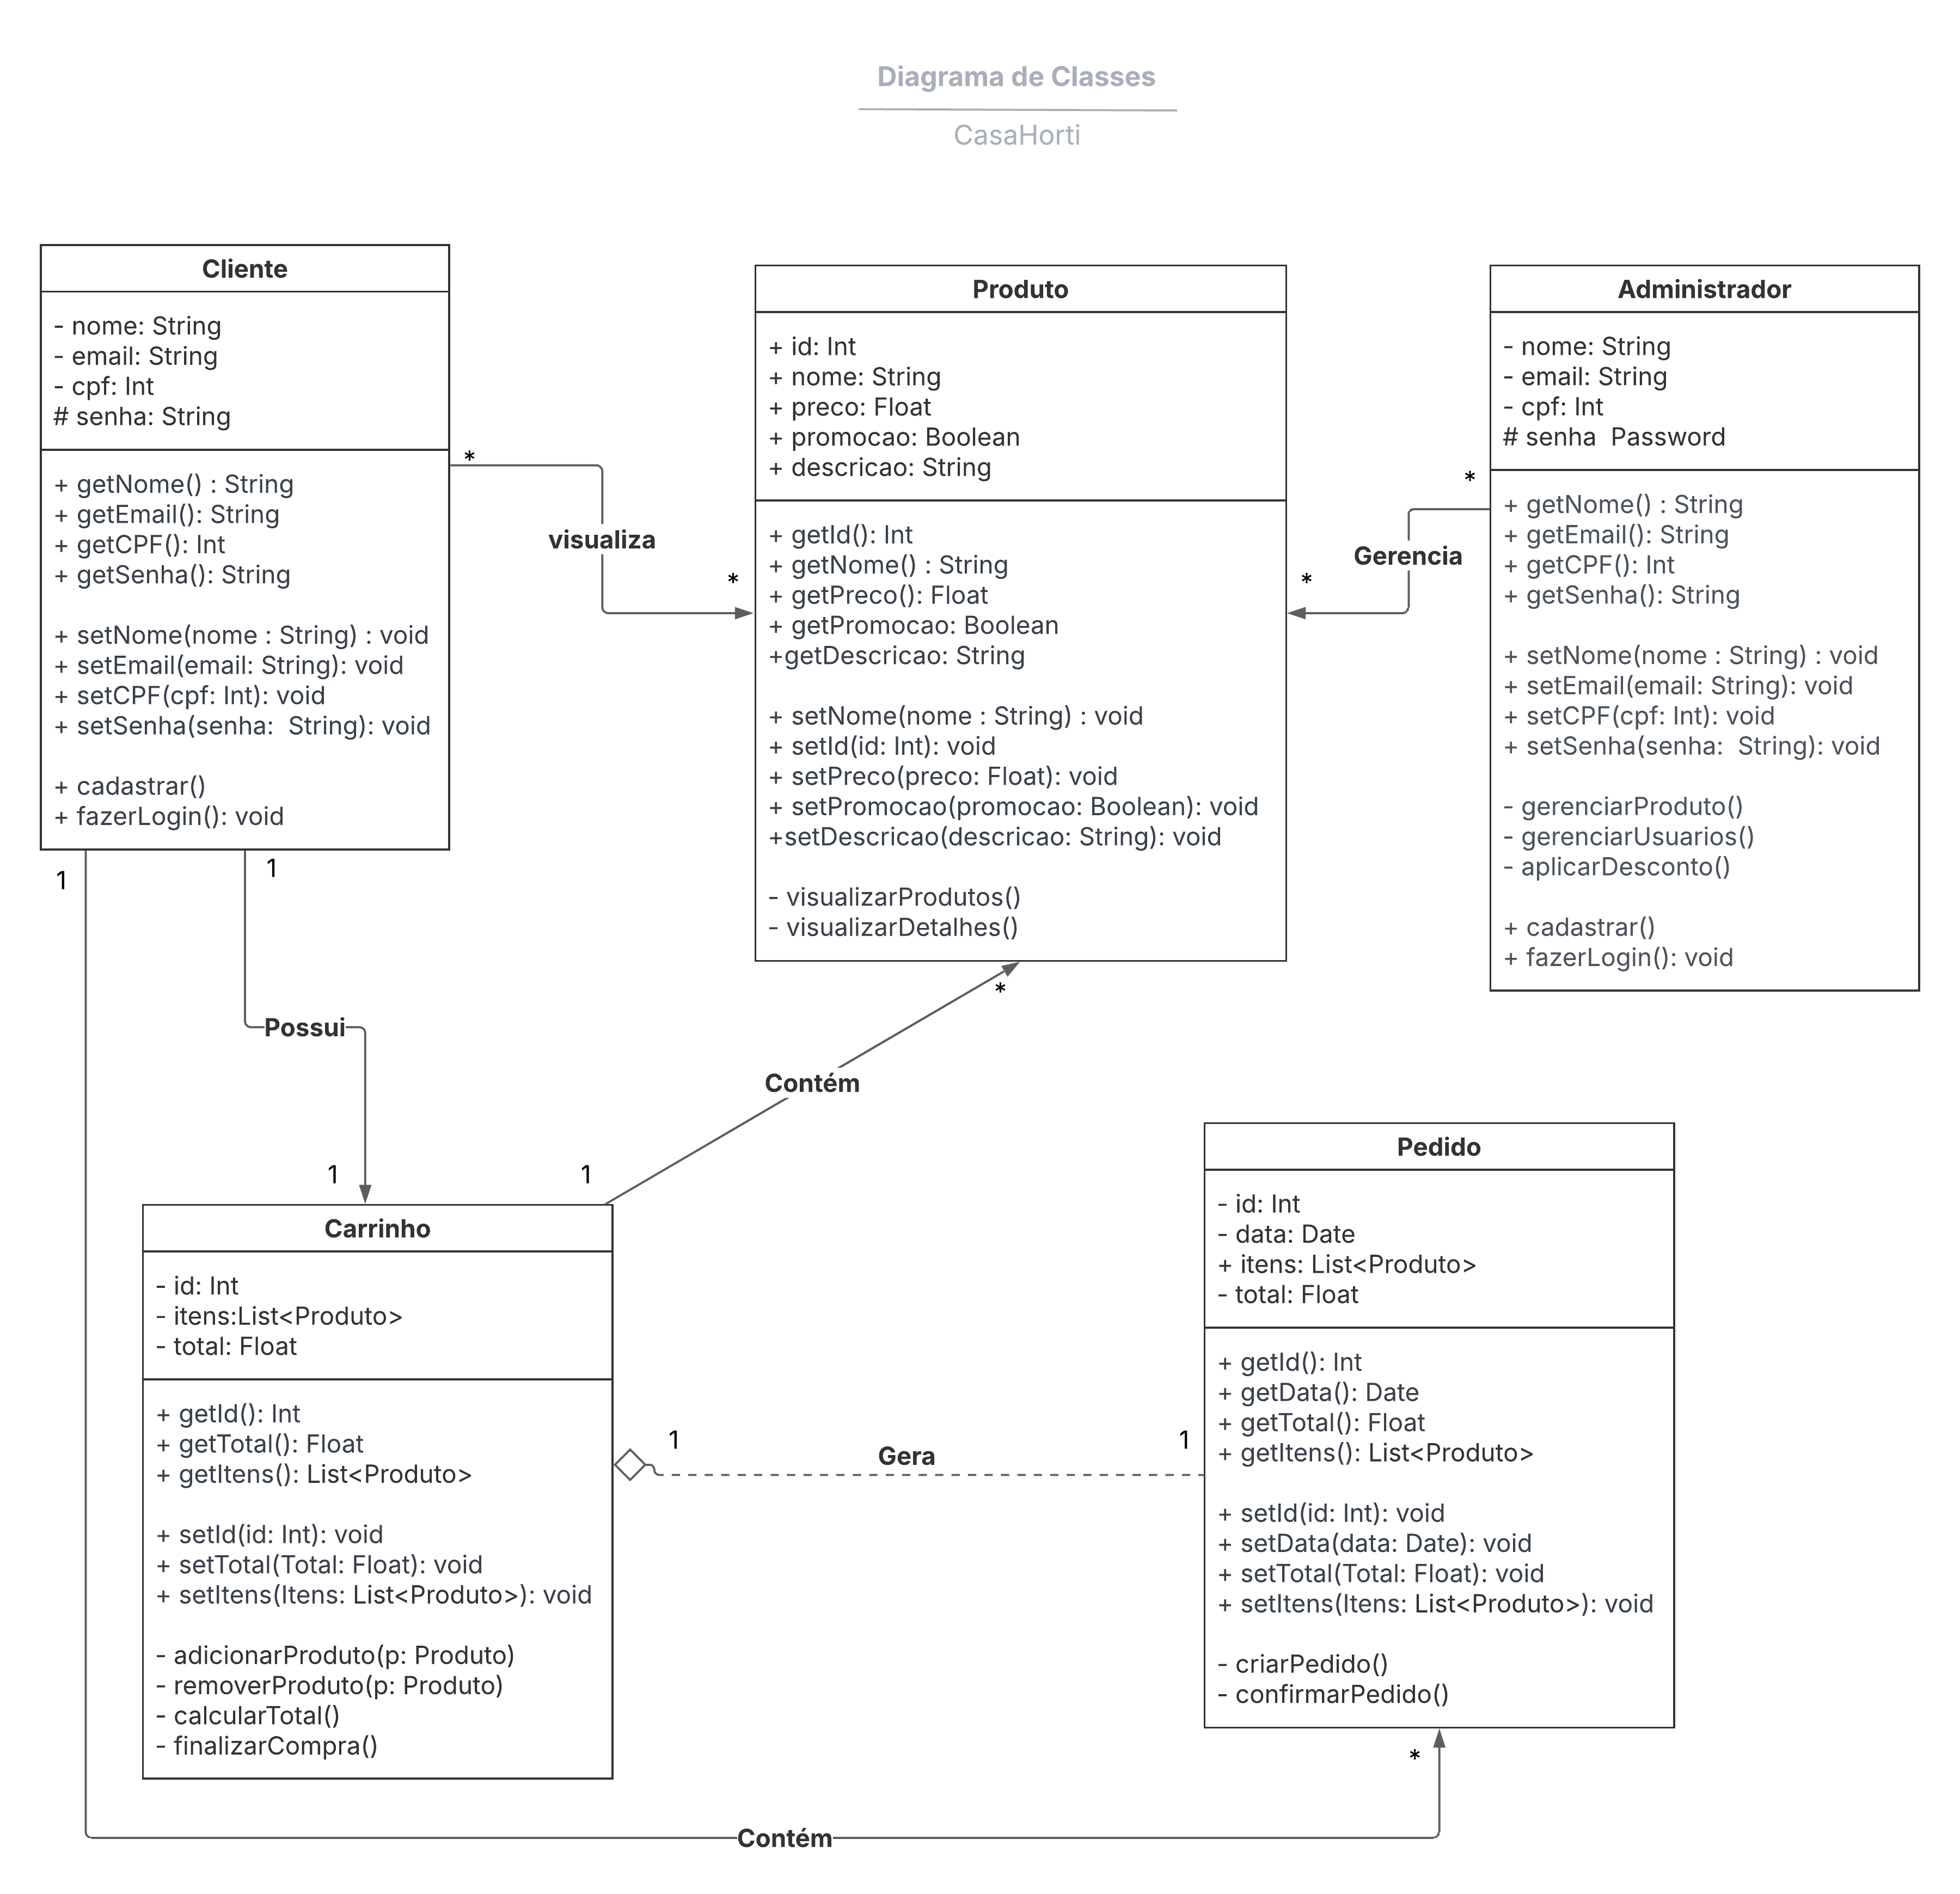 Diagrama de Classes
CasaHorti
Cliente
- nome: String
- email: String
- cpf: Int
# senha: String
+ getNome() : String
+ getEmail(): String
+ getCPF(): Int
+ getSenha(): String
+ setNome(nome : String) : void
+ setEmail(email: String): void
+ setCPF(cpf: Int): void
+ setSenha(senha:  String): void
+ cadastrar()
+ fazerLogin(): void
*
visualiza
*
Produto
+ id: Int
+ nome: String
+ preco: Float
+ promocao: Boolean
+ descricao: String
+ getId(): Int
+ getNome() : String
+ getPreco(): Float
+ getPromocao: Boolean
+getDescricao: String
+ setNome(nome : String) : void
+ setId(id: Int): void
+ setPreco(preco: Float): void
+ setPromocao(promocao: Boolean): void
+setDescricao(descricao: String): void
- visualizarProdutos()
- visualizarDetalhes()
*
Gerencia
*
Administrador
- nome: String
- email: String
- cpf: Int
# senha  Password
+ getNome() : String
+ getEmail(): String
+ getCPF(): Int
+ getSenha(): String
+ setNome(nome : String) : void
+ setEmail(email: String): void
+ setCPF(cpf: Int): void
+ setSenha(senha:  String): void
- gerenciarProduto()
- gerenciarUsuarios()
- aplicarDesconto()
+ cadastrar()
+ fazerLogin(): void
1
1
Possui
1
1
Contém
*
Carrinho
- id: Int
- itens:List<Produto>
- total: Float
+ getId(): Int
+ getTotal(): Float
+ getItens(): List<Produto>
+ setId(id: Int): void
+ setTotal(Total: Float): void
+ setItens(Itens: List<Produto>): void
- adicionarProduto(p: Produto)
- removerProduto(p: Produto)
- calcularTotal()
- finalizarCompra()
1
Gera
1
Pedido
- id: Int
- data: Date
+ itens: List<Produto>
- total: Float
+ getId(): Int
+ getData(): Date
+ getTotal(): Float
+ getItens(): List<Produto>
+ setId(id: Int): void
+ setData(data: Date): void
+ setTotal(Total: Float): void
+ setItens(Itens: List<Produto>): void
- criarPedido()
- confirmarPedido()
*
Contém